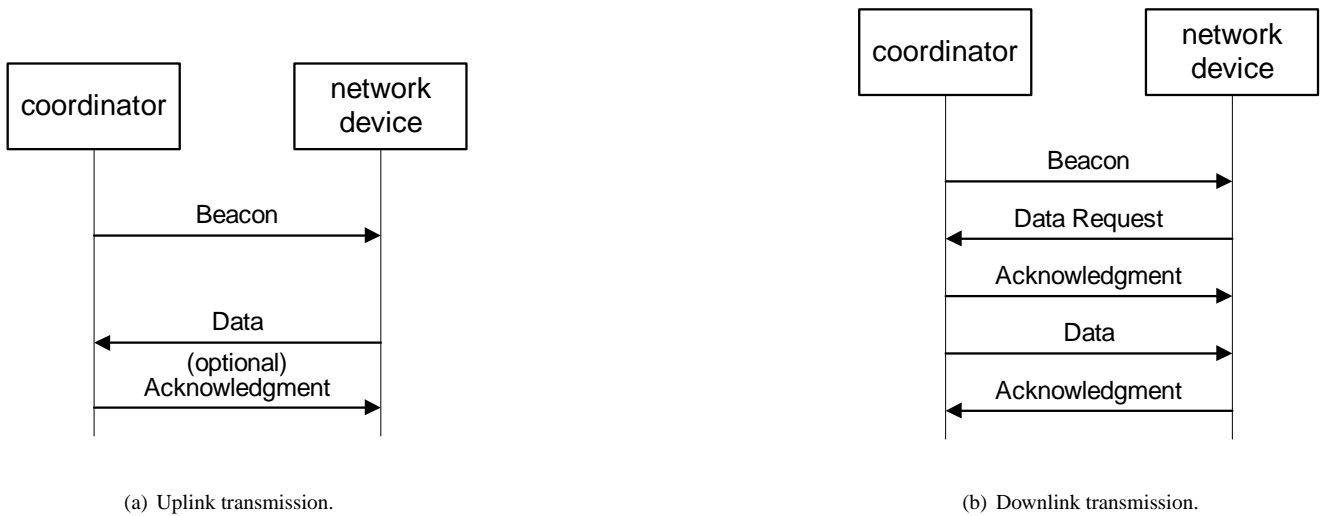 coordinator
network
device
Beacon
Data
(optional)
Acknowledgment
(a) Uplink transmission.
coordinator
network
device
Beacon
Data Request
Acknowledgment
Data
Acknowledgment
(b) Downlink transmission.